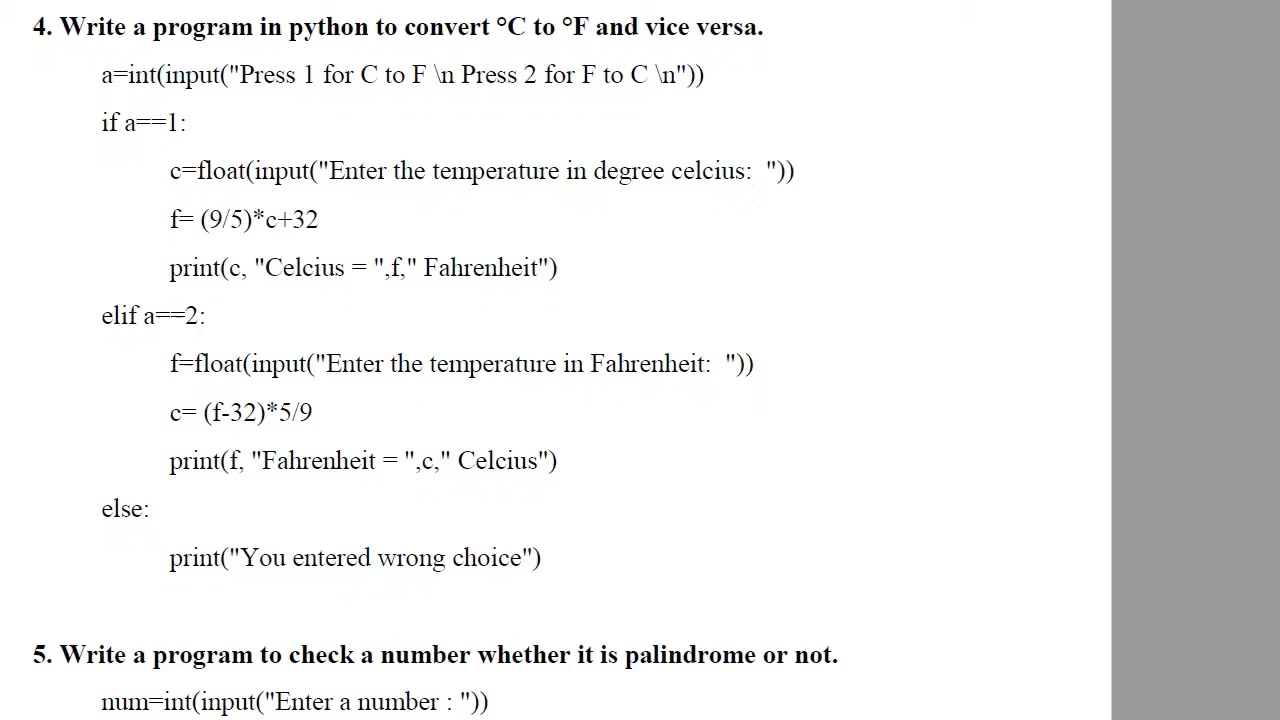 4. Write a program in python to convert °C to °F and vice versa.
a=int(input("Press 1 for C to F \n Press 2 for F to C \n"))
if a==1:
c=float(input("Enter the temperature in degree celcius:  "))
f= (9/5)*c+32
print(c, "Celcius = ",f," Fahrenheit")
elif a==2:
f=float(input("Enter the temperature in Fahrenheit:  "))
c= (f-32)*5/9
print(f, "Fahrenheit = ",c," Celcius")
else:
print("You entered wrong choice")
5. Write a program to check a number whether it is palindrome or not.
num=int(input("Enter a number : "))